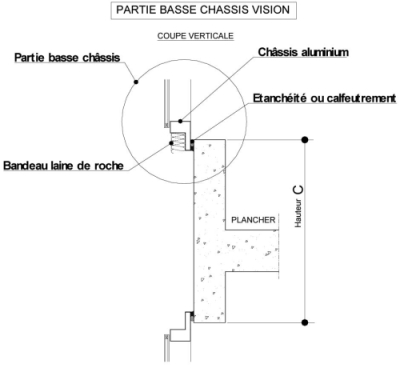 PARTIE BASSE CHASSIS VISION
COUPE VERTICALE
Partie basse châssis
Châssis aluminium
Etanchéité ou calfeutrement
Bandeau laine de roche
PLANCHER
Hauteur C